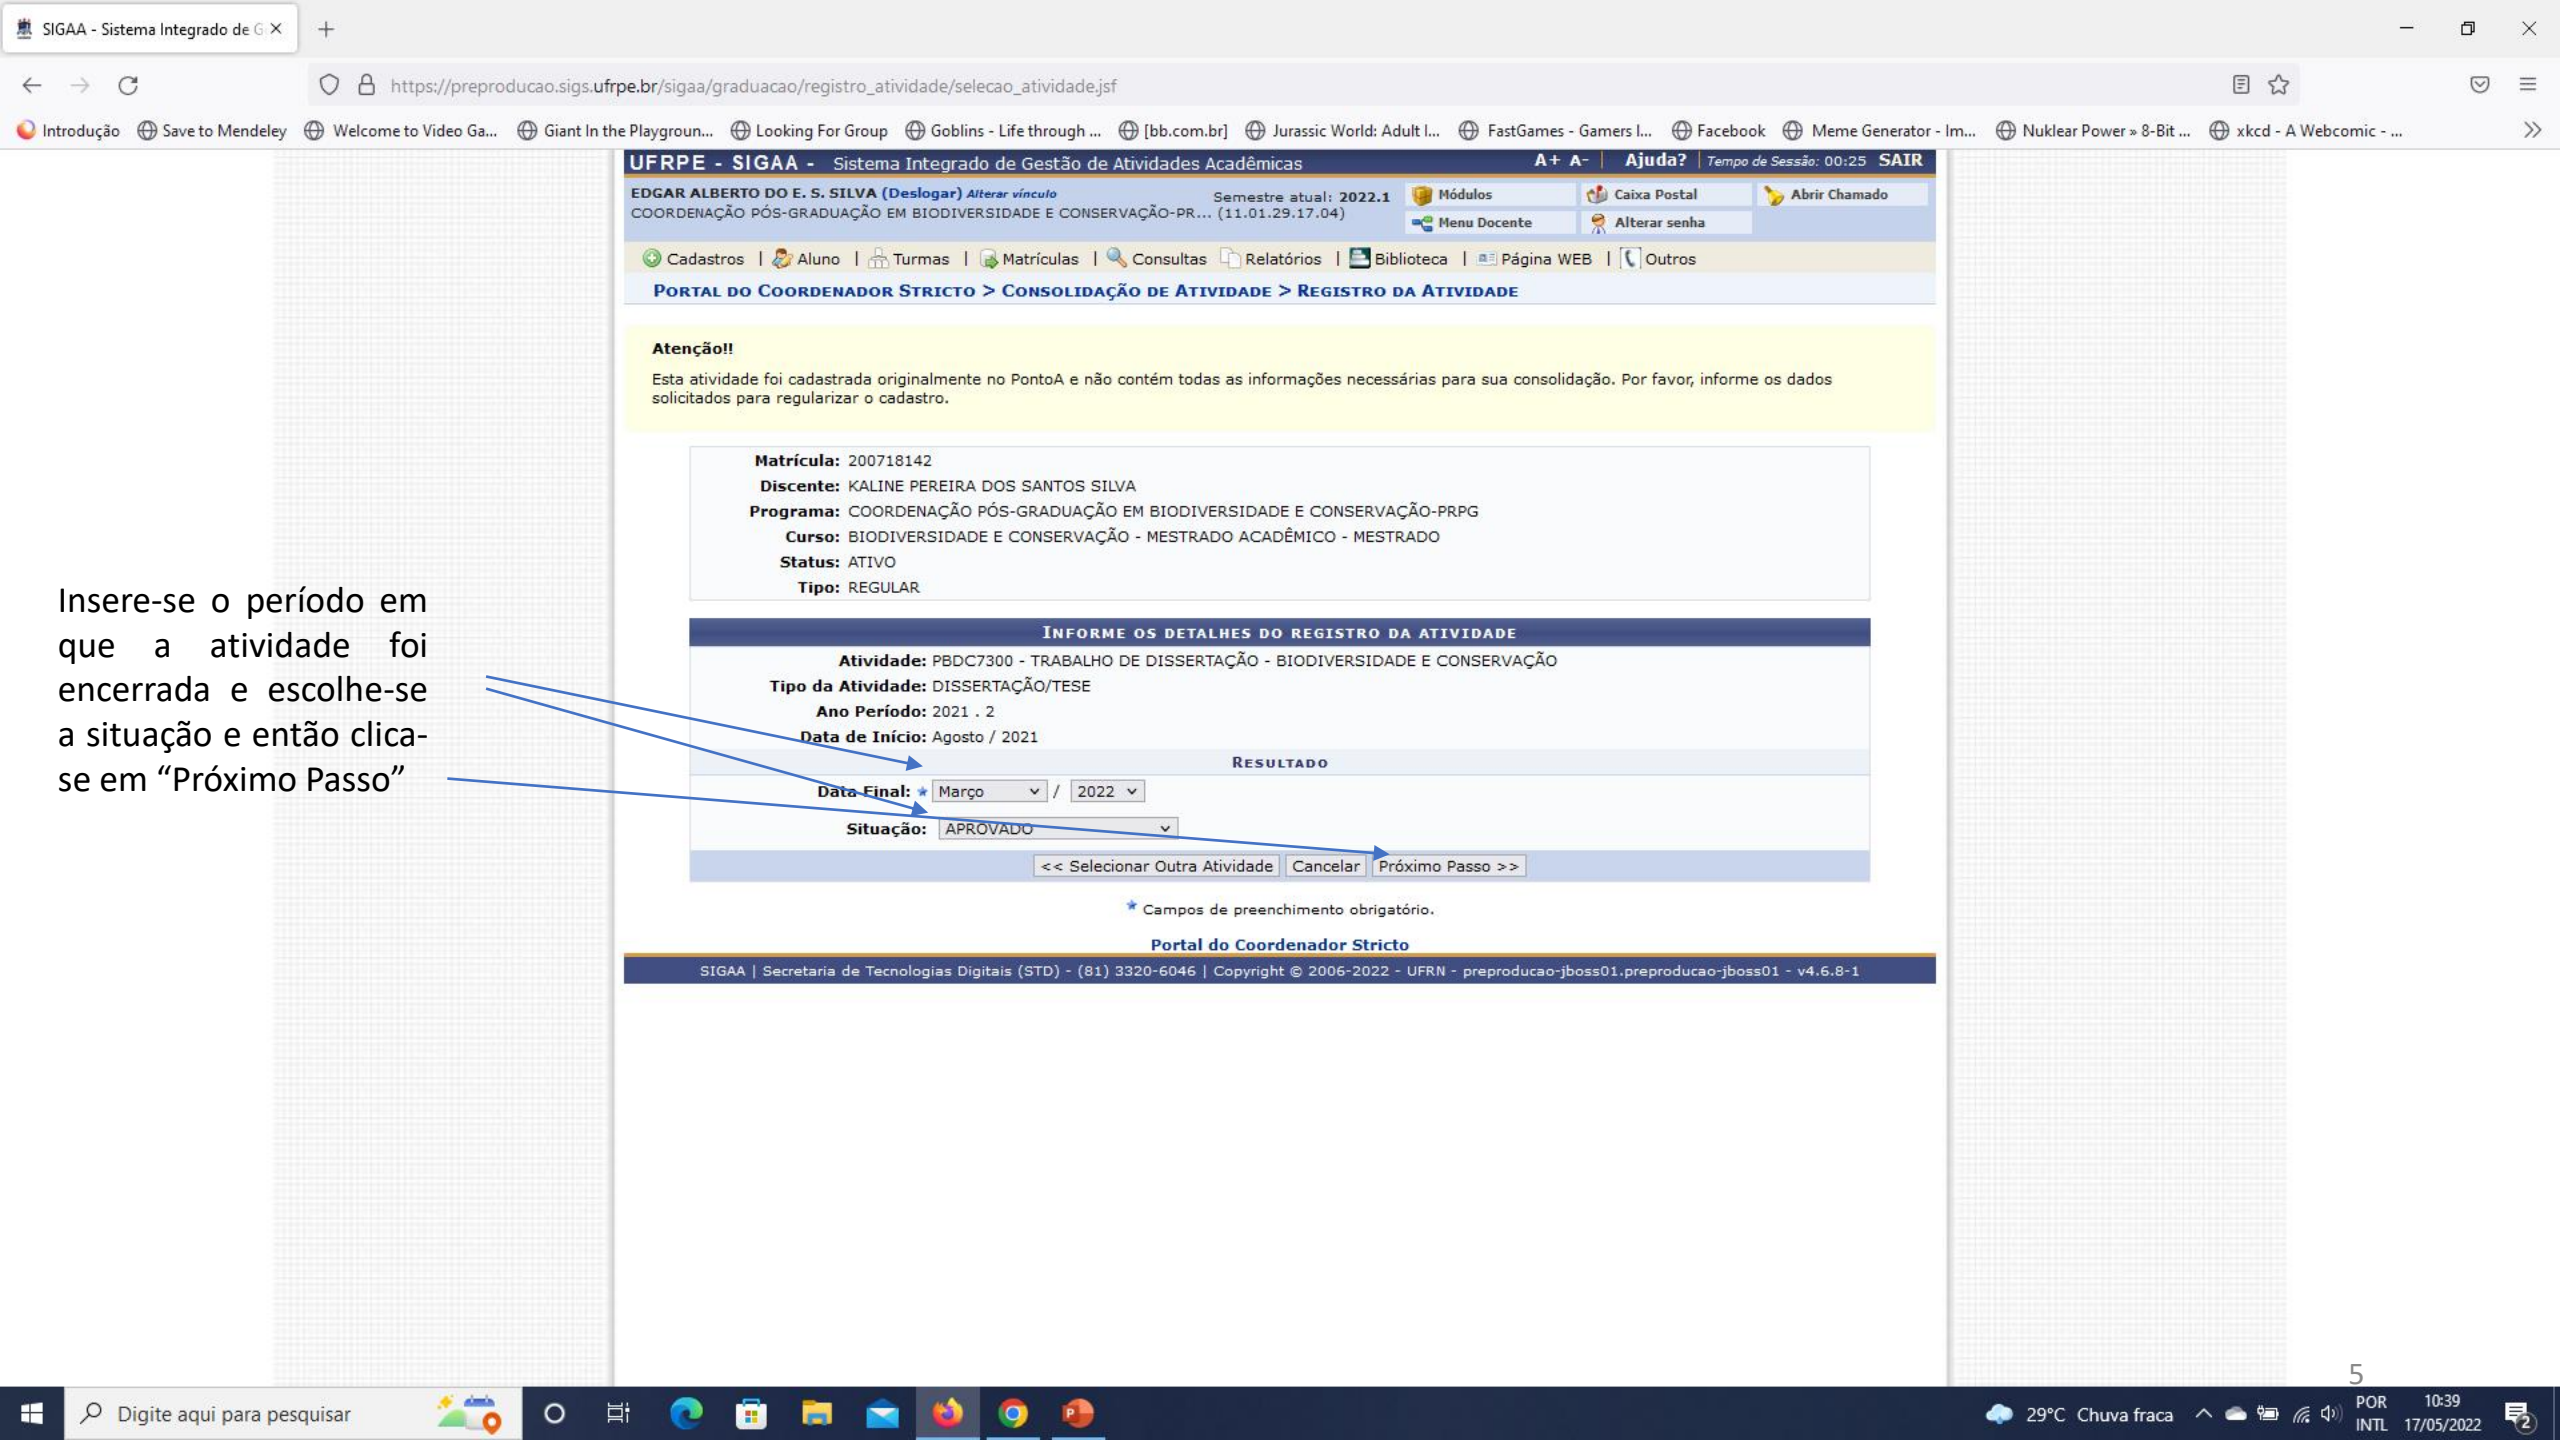 SIGAA - Sistema Integrado de G
https://preproducao.sigs.ufrpe.br/sigaa/graduacao/registro_atividade/selecao_atividade.jsf
Introdução Save to Mendeley Welcome to Video Ga... Giant In the Playgroun... Looking For Group Goblins - Life through ... [bb.com.br] Jurassic World: Adult I... FastGames - Gamers l... Facebook Meme Generator - Im... Nuklear Power » 8-Bit ... xkcd - A Webcomic - ...
UFRPE - SIGAA - Sistema Integrado de Gestão de Atividades Acadêmicas A+ A- | Ajuda? | Tempo de Sessão: 00:25 SAIR
EDGAR ALBERTO DO E. S. SILVA (Deslogar) Alterar vínculo Semestre atual: 2022.1 Módulos Caixa Postal Abrir Chamado
COORDENAÇÃO PÓS-GRADUAÇÃO EM BIODIVERSIDADE E CONSERVAÇÃO-PR... (11.01.29.17.04) Menu Docente Alterar senha
Cadastros | Aluno | Turmas | Matrículas | Consultas Relatórios | Biblioteca | Página WEB | Outros
PORTAL DO COORDENADOR STRICTO > CONSOLIDAÇÃO DE ATIVIDADE > REGISTRO DA ATIVIDADE
Atenção!!
Esta atividade foi cadastrada originalmente no PontoA e não contém todas as informações necessárias para sua consolidação. Por favor, informe os dados
solicitados para regularizar o cadastro.
Matrícula: 200718142
Discente: KALINE PEREIRA DOS SANTOS SILVA
Programa: COORDENAÇÃO PÓS-GRADUAÇÃO EM BIODIVERSIDADE E CONSERVAÇÃO-PRPG
Curso: BIODIVERSIDADE E CONSERVAÇÃO - MESTRADO ACADÊMICO - MESTRADO
Status: ATIVO
Tipo: REGULAR
Insere-se o período em
que a atividade foi
encerrada e escolhe-se
a situação e então clica-
se em “Próximo Passo”
INFORME OS DETALHES DO REGISTRO DA ATIVIDADE
Atividade: PBDC7300 - TRABALHO DE DISSERTAÇÃO - BIODIVERSIDADE E CONSERVAÇÃO
Tipo da Atividade: DISSERTAÇÃO/TESE
Ano Período: 2021 . 2
Data de Início: Agosto / 2021
RESULTADO
Data Final: Março / 2022
Situação: APROVADO
<< Selecionar Outra Atividade Cancelar Próximo Passo >>
Campos de preenchimento obrigatório.
Portal do Coordenador Stricto
SIGAA | Secretaria de Tecnologias Digitais (STD) - (81) 3320-6046 | Copyright © 2006-2022 - UFRN - preproducao-jboss01.preproducao-jboss01 - v4.6.8-1
5
Digite aqui para pesquisar 29°C Chuva fraca POR 10:39
INTL 17/05/2022 2